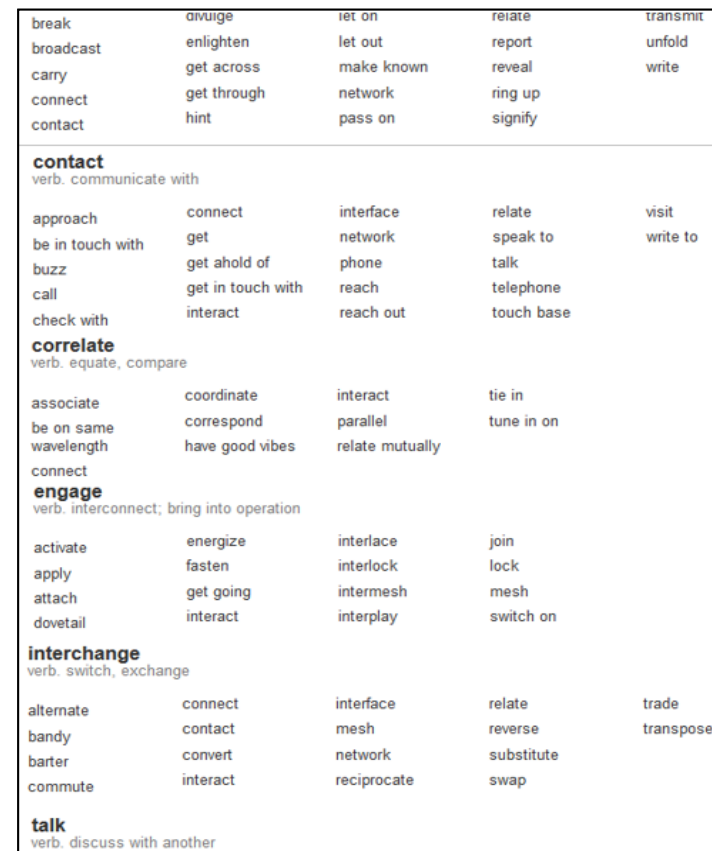 break divulge let on relate transmit
broadcast enlighten let out report unfold
carry get across make known reveal write
connect get through network ring up
contact hint pass on signify
contact
verb. communicate with
approach connect interface relate visit
be in touch with get network speak to write to
buzz get ahold of phone talk
call get in touch with reach telephone
check with interact reach out touch base
correlate
verb. equate, compare
associate coordinate interact tie in
be on same correspond parallel tune in on
wavelength have good vibes relate mutually
connect
engage
verb. interconnect; bring into operation
activate energize interlace join
apply fasten interlock lock
attach get going intermesh mesh
dovetail interact interplay switch on
interchange
verb. switch, exchange
alternate connect interface relate trade
bandy contact mesh reverse transpose
barter convert network substitute
commute interact reciprocate swap
talk
verb. discuss with another